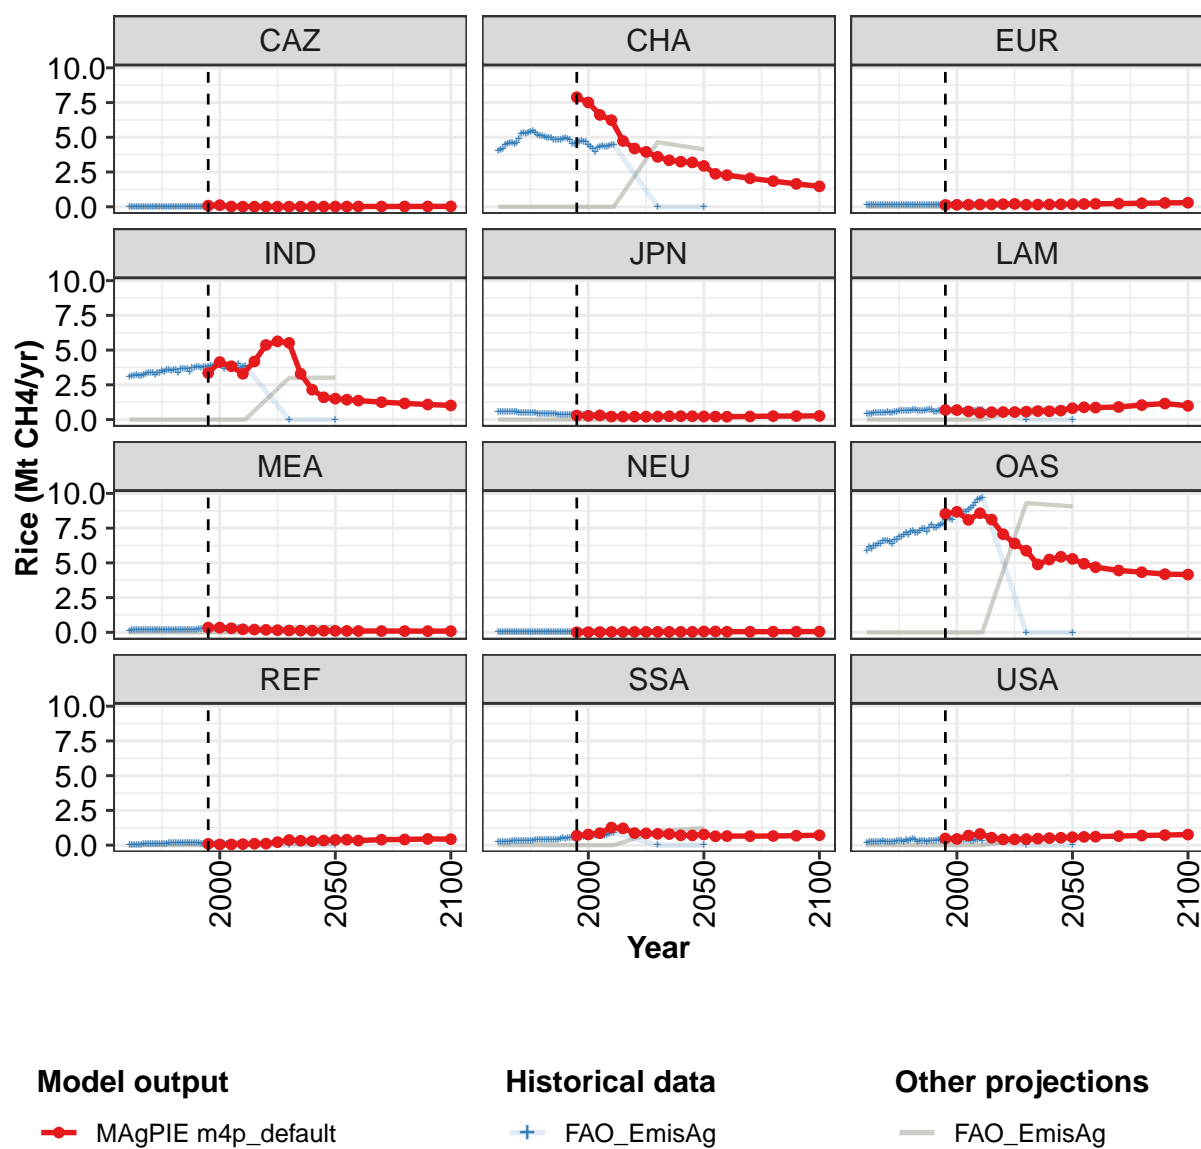 CAZ CHA EUR
10.0
7.5
5.0
2.5
0.0
IND JPN LAM
10.0
7.5
5.0
2.5
0.0
MEA NEU OAS
10.0
7.5
5.0
2.5
0.0
REF SSA USA
10.0
7.5
5.0
2.5
0.0
Rice (Mt CH4/yr)
2000 2050 2100 2000 2050 2100 2000 2050 2100
Year
Model output Historical data Other projections
MAgPIE m4p_default FAO_EmisAg FAO_EmisAg